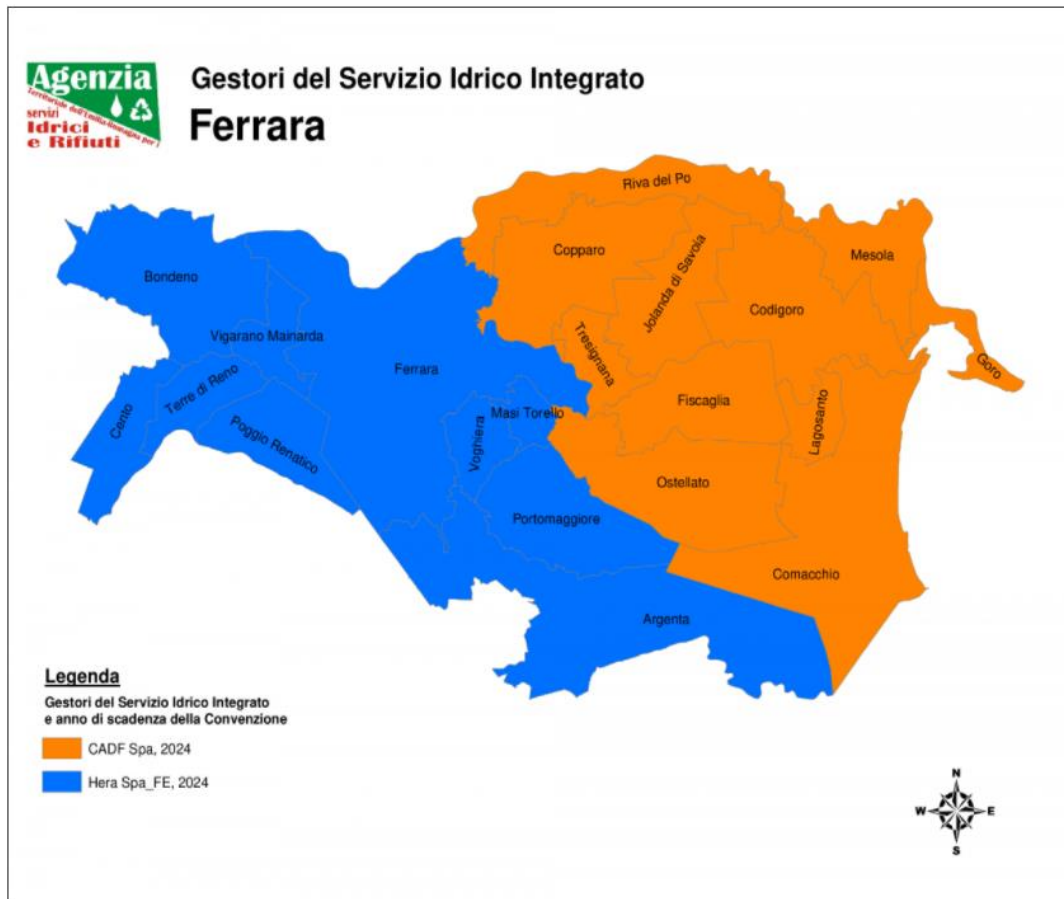 Agenzia
Territoriale dell'Emilia-Romagna per i
servizi
Idrici
e Rifiuti
Gestori del Servizio Idrico Integrato
Ferrara
Riva del Po
Copparo
Jolanda di Savoia
Mesola
Codigoro
Goro
Bondeno
Vigarano Mainarda
Tresignana
Ferrara
Terre di Reno
Cento
Poggio Renatico
Masi Torello
Voghiera
Fiscaglia
Lagosanto
Ostellato
Portomaggiore
Comacchio
Argenta
Legenda
Gestori del Servizio Idrico Integrato
e anno di scadenza della Convenzione
CADF Spa, 2024
Hera Spa_FE, 2024
N
W E
S